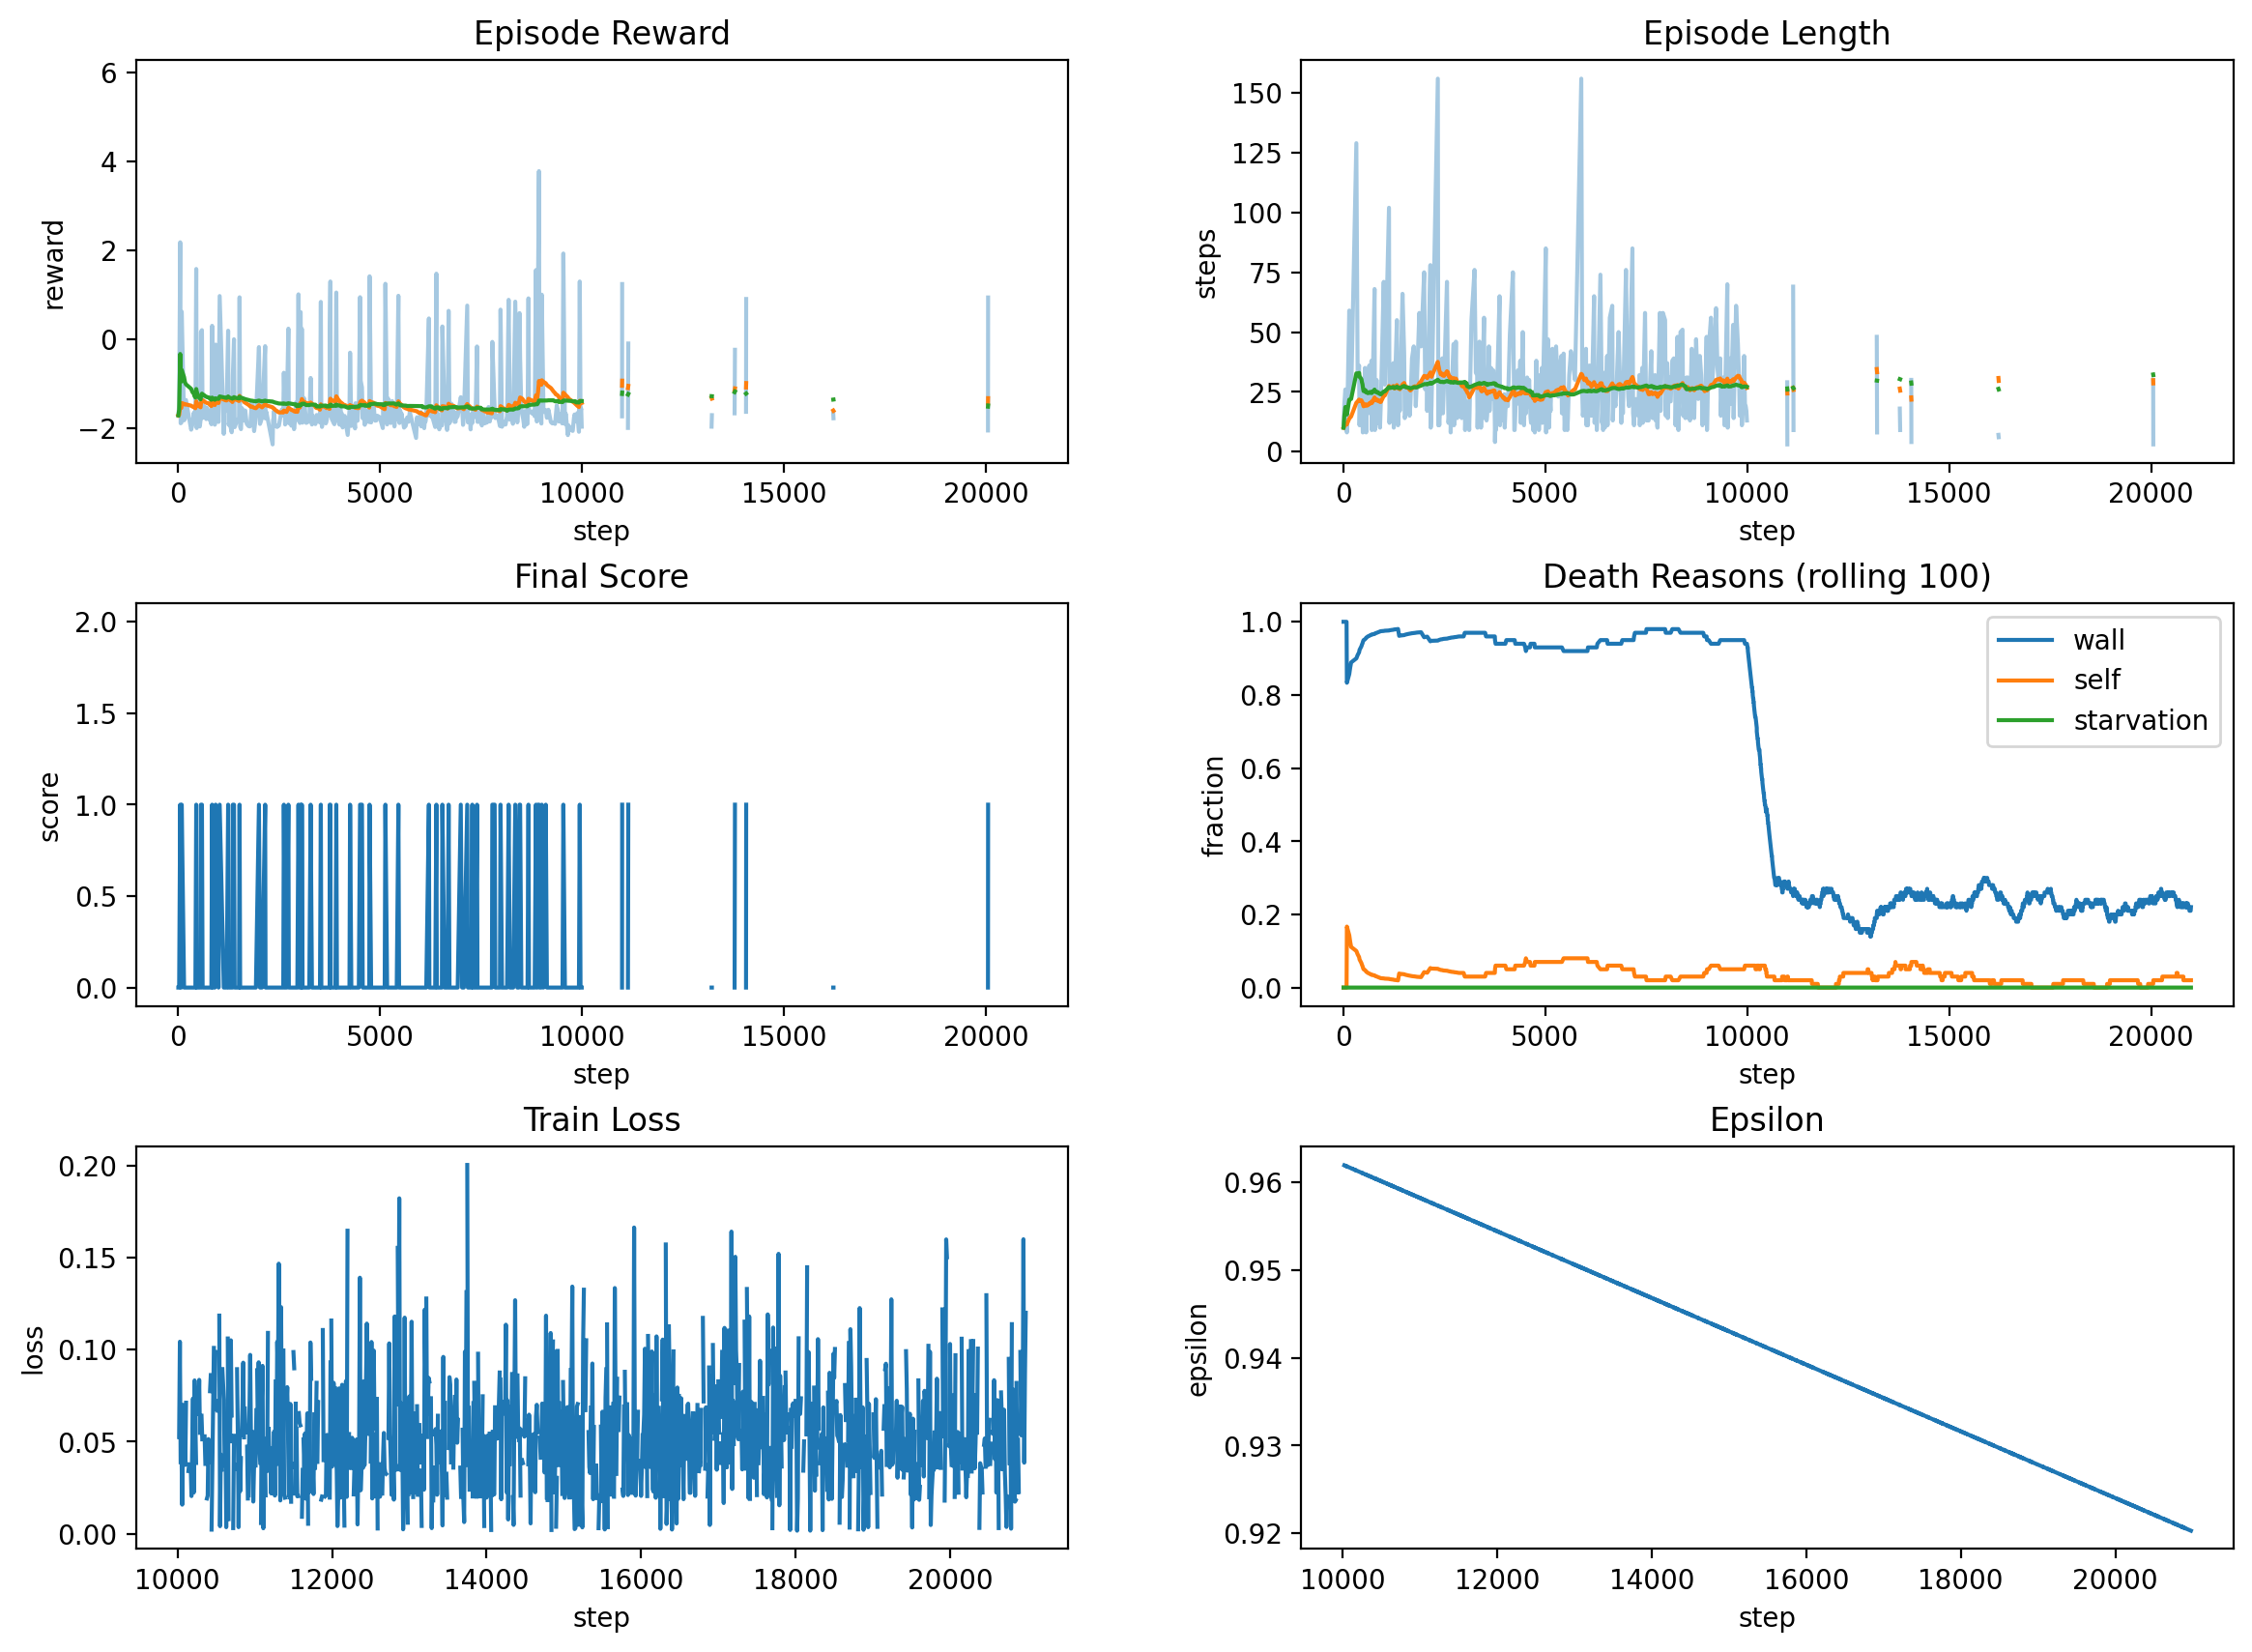 Episode Reward
6
4
2
0
−2
reward
0 5000 10000 15000 20000
step
Episode Length
150
125
100
75
50
25
0
steps
0 5000 10000 15000 20000
step
Final Score
2.0
1.5
1.0
0.5
0.0
score
0 5000 10000 15000 20000
step
Death Reasons (rolling 100)
1.0
0.8
0.6
0.4
0.2
0.0
fraction
wall
self
starvation
0 5000 10000 15000 20000
step
Train Loss
0.20
0.15
0.10
0.05
0.00
loss
10000 12000 14000 16000 18000 20000
step
Epsilon
0.96
0.95
0.94
0.93
0.92
epsilon
10000 12000 14000 16000 18000 20000
step